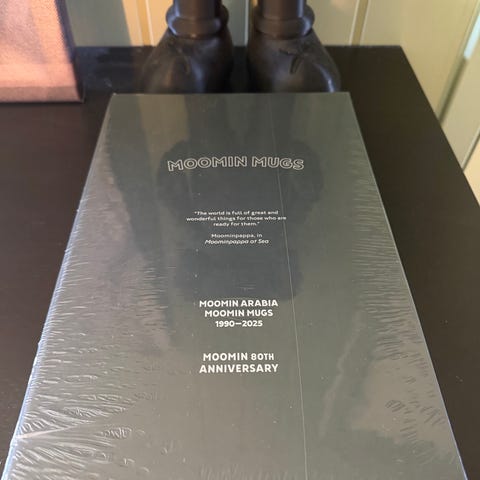 MOOMIN MUGS
"The world is full of great and
wonderful things for those who are
ready for them."
Moominpappa, in
Moominpappa at Sea
MOOMIN ARABIA
MOOMIN MUGS
1990—2025
MOOMIN 80TH
ANNIVERSARY